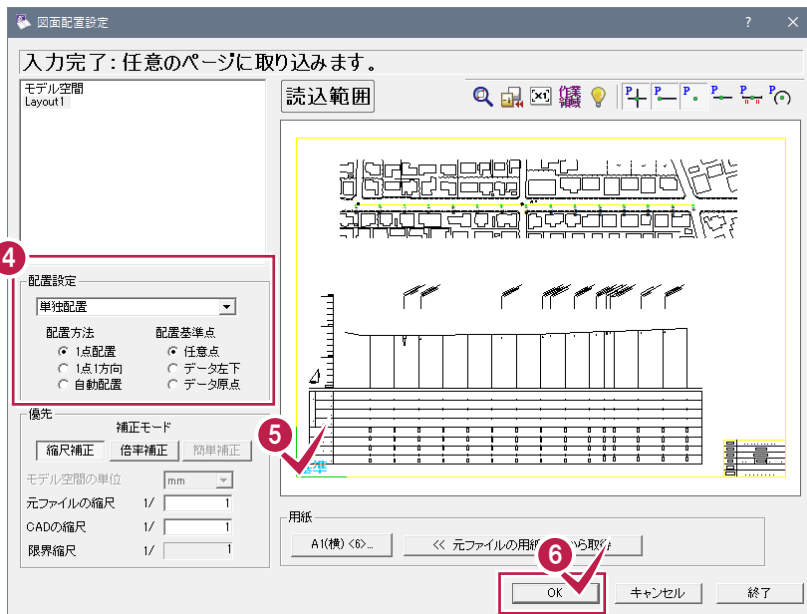 図面配置設定
?
×
入力完了:任意のページに取り込みます。
モデル空間
Layout1
読込範囲
×1
作業領域
P P P P P P
4
配置設定
単独配置
配置方法
配置基準点
1点配置
任意点
1点1方向
データ左下
自動配置
データ原点
優先
補正モード
縮尺補正
倍率補正
簡単補正
モデル空間の単位
mm
元ファイルの縮尺 1/ 1
CADの縮尺 1/ 1
限界縮尺 1/ 1
5
基準
用紙
A1(横) <6>...
<< 元ファイルの用紙
から取得
6
OK
キャンセル
終了